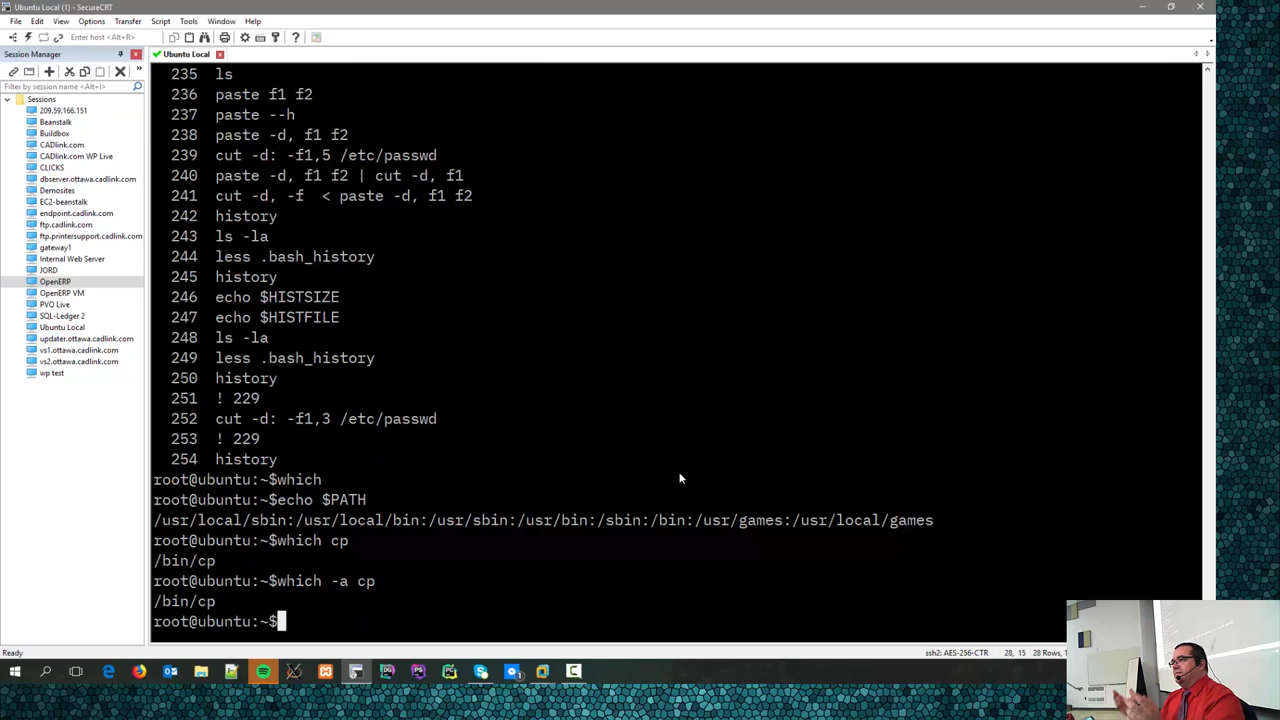 Ubuntu Local (1) - SecureCRT
File Edit View Options Transfer Script Tools Window Help
Enter host <Alt+R>
Session Manager
Ubuntu Local
Filter by session name <Alt+I>
Sessions
209.59.166.151
Beanstalk
Buildbox
CADlink.com
CADlink.com WP Live
CLICKS
dbserver.ottawa.cadlink.com
Demosites
EC2-beanstalk
endpoint.cadlink.com
ftp.cadlink.com
ftp.printersupport.cadlink.com
gateway1
Internal Web Server
JORD
OpenERP
OpenERP VM
PVO Live
SQL-Ledger 2
Ubuntu Local
updater.ottawa.cadlink.com
vs1.ottawa.cadlink.com
vs2.ottawa.cadlink.com
wp test
235 ls
236 paste f1 f2
237 paste --h
238 paste -d, f1 f2
239 cut -d: -f1,5 /etc/passwd
240 paste -d, f1 f2 | cut -d, f1
241 cut -d, -f < paste -d, f1 f2
242 history
243 ls -la
244 less .bash_history
245 history
246 echo $HISTSIZE
247 echo $HISTFILE
248 ls -la
249 less .bash_history
250 history
251 ! 229
252 cut -d: -f1,3 /etc/passwd
253 ! 229
254 history
root@ubuntu:~$which
root@ubuntu:~$echo $PATH
/usr/local/sbin:/usr/local/bin:/usr/sbin:/usr/bin:/sbin:/bin:/usr/games:/usr/local/games
root@ubuntu:~$which cp
/bin/cp
root@ubuntu:~$which -a cp
/bin/cp
root@ubuntu:~$
ssh2: AES-256-CTR 28, 15 28 Rows,